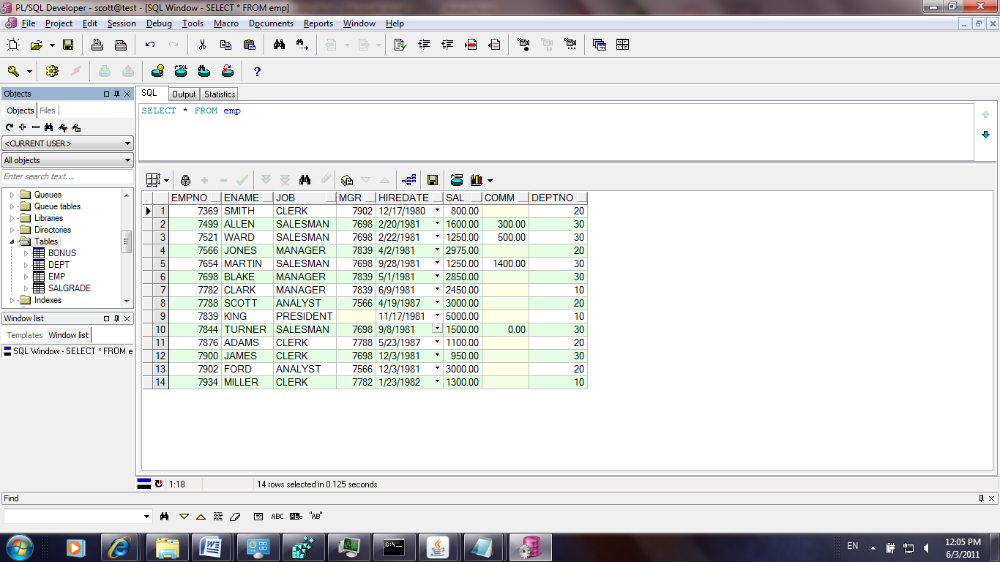 PL/SQL Developer - scott@test - [SQL Window - SELECT * FROM emp]
File Project Edit Session Debug Tools Macro Documents Reports Window Help
SQL
?
Objects
Objects Files
<CURRENT USER>
All objects
Enter search text...
Queues
Queue tables
Libraries
Directories
Tables
BONUS
DEPT
EMP
SALGRADE
Indexes
Window list
Templates Window list
SQL Window - SELECT * FROM e
SQL Output Statistics
SELECT * FROM emp
EMPNO ENAME JOB MGR HIREDATE SAL COMM DEPTNO
1 7369 SMITH CLERK 7902 12/17/1980 800.00 20
2 7499 ALLEN SALESMAN 7698 2/20/1981 1600.00 300.00 30
3 7521 WARD SALESMAN 7698 2/22/1981 1250.00 500.00 30
4 7566 JONES MANAGER 7839 4/2/1981 2975.00 20
5 7654 MARTIN SALESMAN 7698 9/28/1981 1250.00 1400.00 30
6 7698 BLAKE MANAGER 7839 5/1/1981 2850.00 30
7 7782 CLARK MANAGER 7839 6/9/1981 2450.00 10
8 7788 SCOTT ANALYST 7566 4/19/1987 3000.00 20
9 7839 KING PRESIDENT 11/17/1981 5000.00 10
10 7844 TURNER SALESMAN 7698 9/8/1981 1500.00 0.00 30
11 7876 ADAMS CLERK 7788 5/23/1987 1100.00 20
12 7900 JAMES CLERK 7698 12/3/1981 950.00 30
13 7902 FORD ANALYST 7566 12/3/1981 3000.00 20
14 7934 MILLER CLERK 7782 1/23/1982 1300.00 10
1:18 14 rows selected in 0.125 seconds
Find
ABC "AB"
C:\_
EN
12:05 PM
6/3/2011